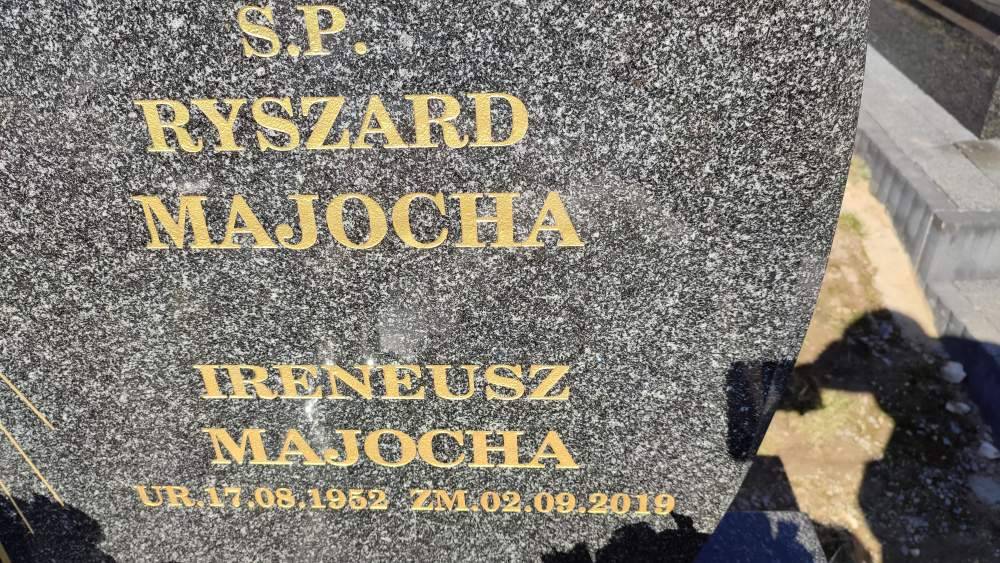 Ś.P.
RYSZARD
MAJOCHA
IRENEUSZ
MAJOCHA
UR.17.08.1952 ZM.02.09.2019